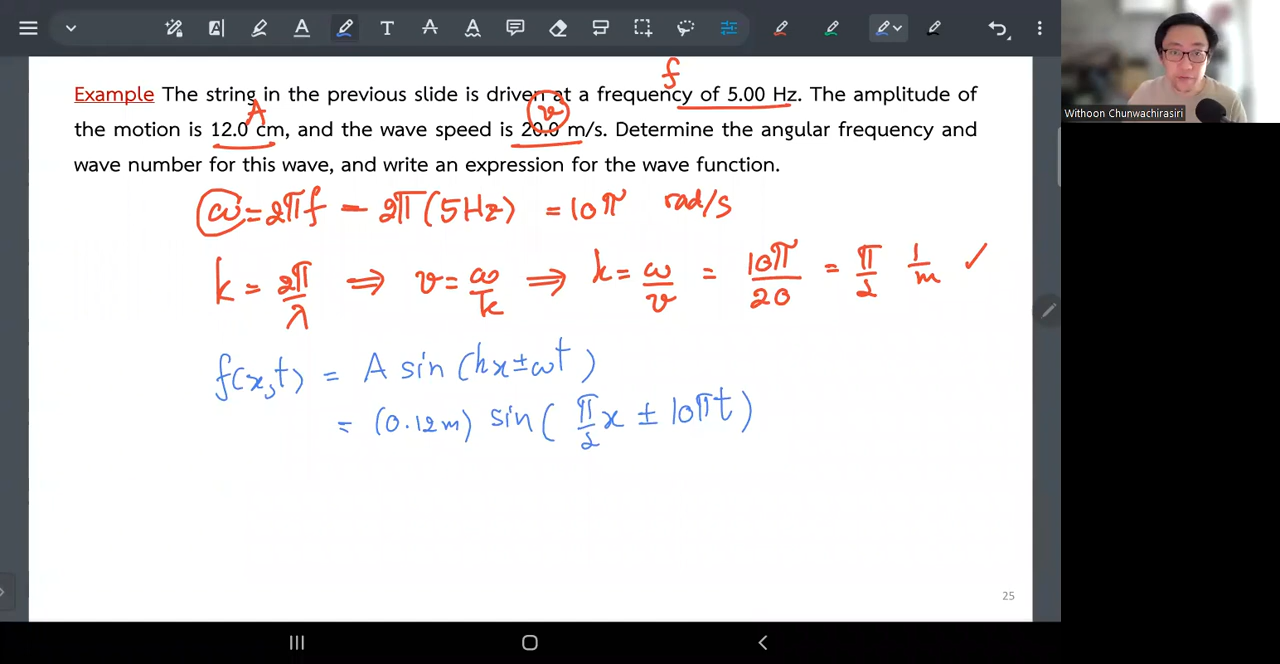 Example The string in the previous slide is driven at a frequency of 5.00 Hz. The amplitude of
the motion is 12.0 cm, and the wave speed is 20.0 m/s. Determine the angular frequency and
wave number for this wave, and write an expression for the wave function.
f
A
v
ω = 2πf = 2π(5Hz) = 10π rad/s
k = 2π/λ ⟹ v = ω/k ⟹ k = ω/v = 10π/20 = π/2 1/m ✓
f(x,t) = A sin(kx ± ωt)
= (0.12m) sin(π/2 x ± 10πt)
25
Withoon Chunwachirasiri